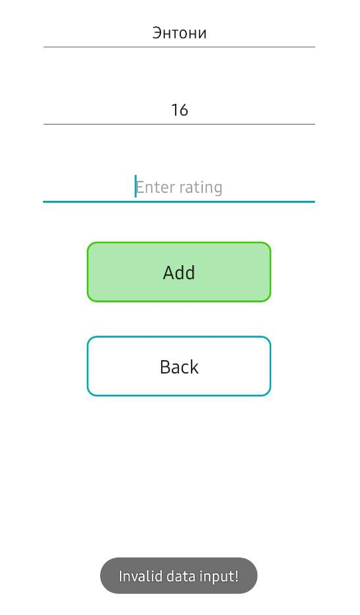 Энтони
16
Enter rating
Add
Back
Invalid data input!